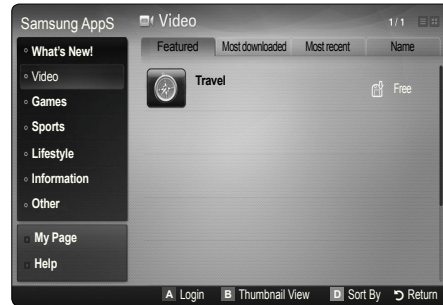 Samsung AppS
What's New!
Video
Games
Sports
Lifestyle
Information
Other
My Page
Help
Video
1/1
Featured Most downloaded Most recent Name
Travel
Free
A Login B Thumbnail View D Sort By Return